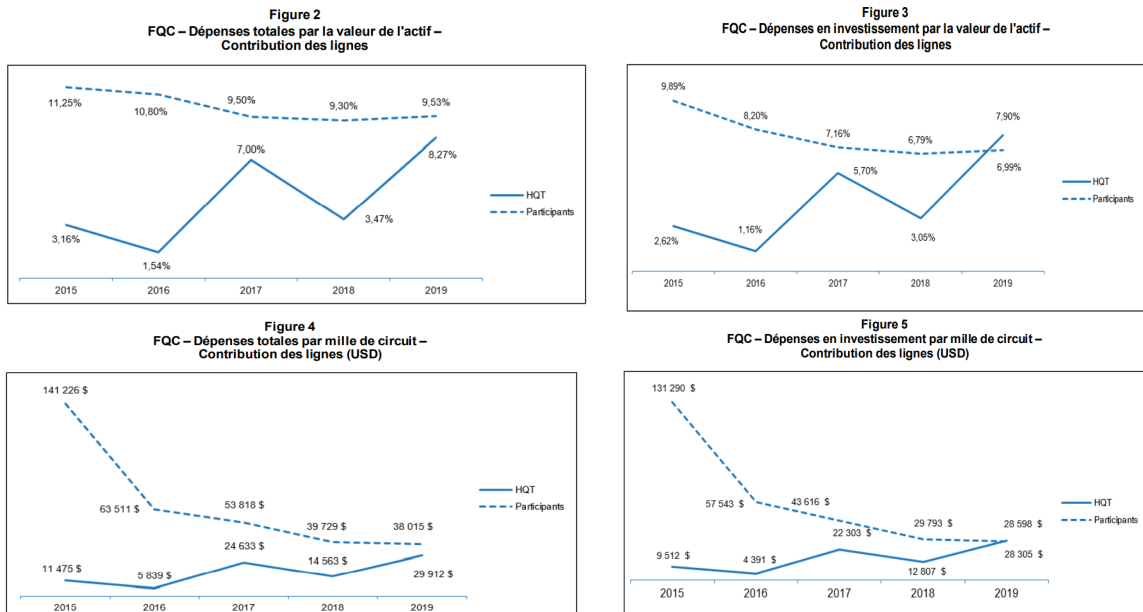 Figure 2
FQC – Dépenses totales par la valeur de l'actif –
Contribution des lignes
11,25%
10,80%
9,50%
9,30%
9,53%
7,00%
8,27%
3,47%
3,16%
1,54%
HQT
Participants
2015 2016 2017 2018 2019
Figure 3
FQC – Dépenses en investissement par la valeur de l'actif –
Contribution des lignes
9,89%
8,20%
7,16%
6,79%
7,90%
6,99%
5,70%
3,05%
2,62%
1,16%
HQT
Participants
2015 2016 2017 2018 2019
Figure 4
FQC – Dépenses totales par mille de circuit –
Contribution des lignes (USD)
141 226 $
63 511 $
53 818 $
39 729 $
38 015 $
24 633 $
14 563 $
11 475 $
5 839 $
29 912 $
HQT
Participants
2015 2016 2017 2018 2019
Figure 5
FQC – Dépenses en investissement par mille de circuit –
Contribution des lignes (USD)
131 290 $
57 543 $
43 616 $
29 793 $
28 598 $
22 303 $
28 305 $
9 512 $
4 391 $
12 807 $
HQT
Participants
2015 2016 2017 2018 2019